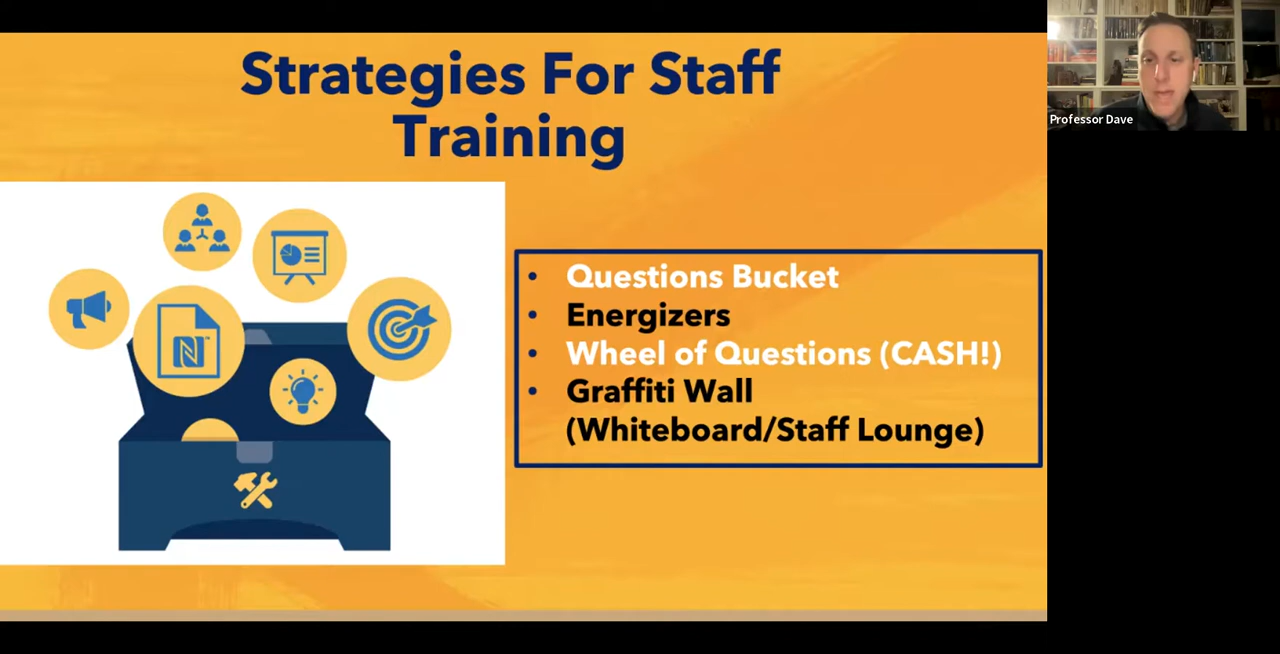 Strategies For Staff
Training
• Questions Bucket
• Energizers
• Wheel of Questions (CASH!)
• Graffiti Wall
(Whiteboard/Staff Lounge)
Professor Dave